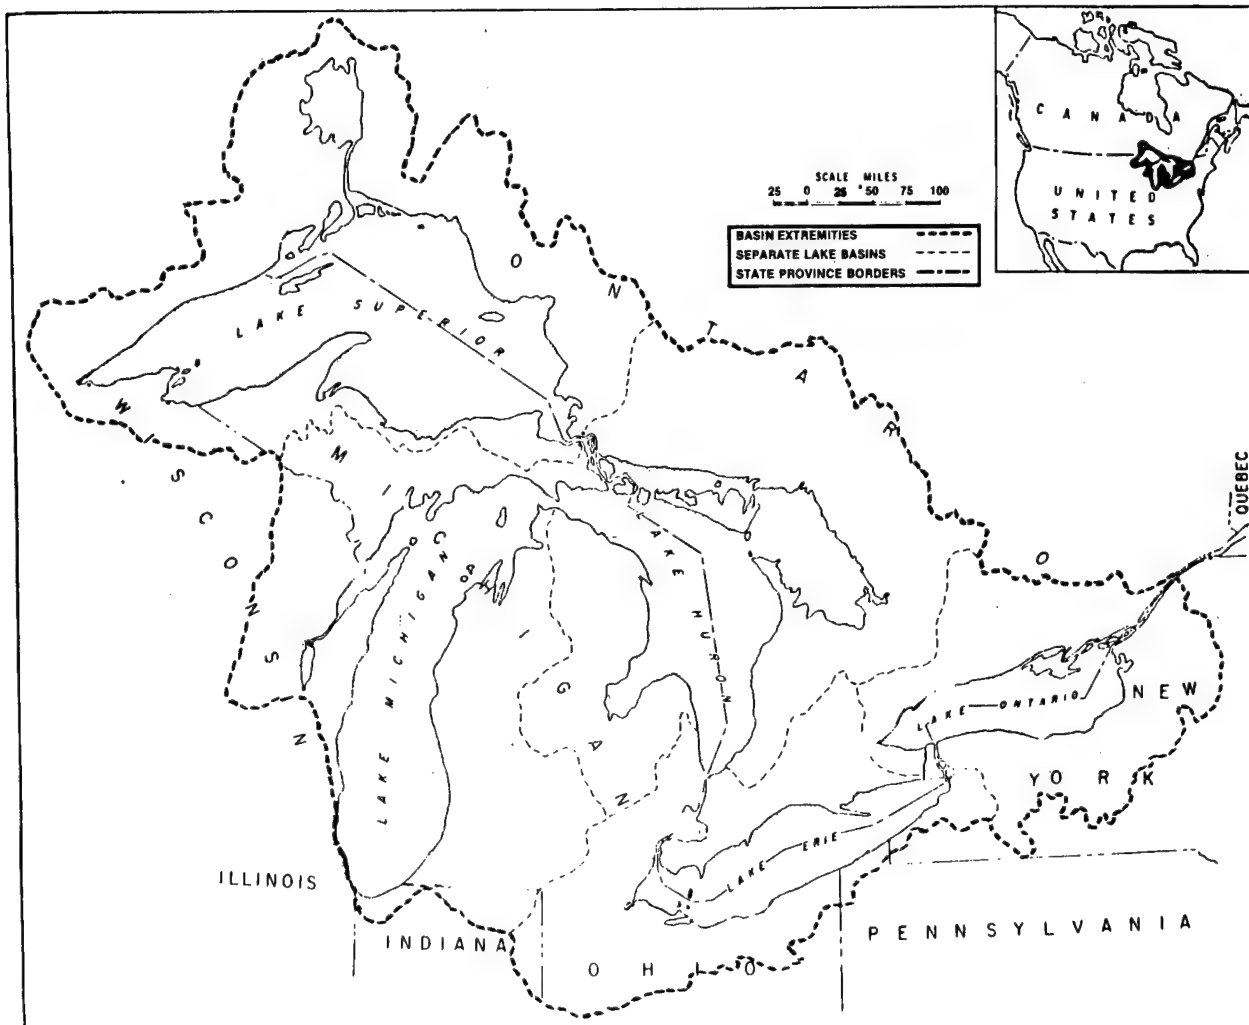 CANADA
UNITED
STATES
SCALE MILES
25 0 25 50 75 100
BASIN EXTREMITIES
SEPARATE LAKE BASINS
STATE PROVINCE BORDERS
ONTARIO
LAKE SUPERIOR
WISCONSIN
MICHIGAN
LAKE MICHIGAN
LAKE HURON
QUEBEC
LAKE ONTARIO
NEW
YORK
LAKE ERIE
ILLINOIS
INDIANA
OHIO
PENNSYLVANIA